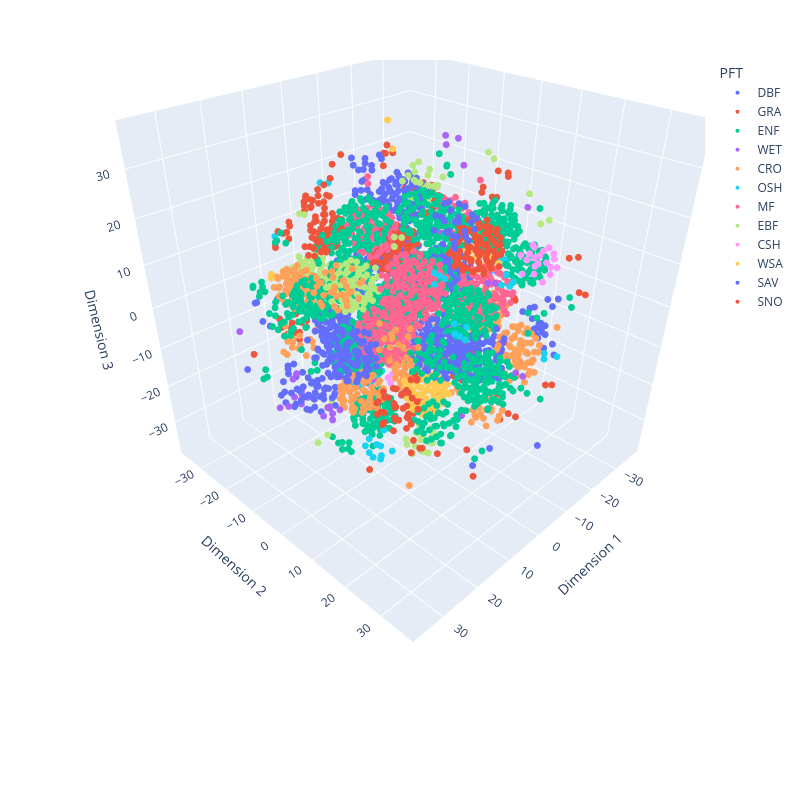 PFT
DBF
GRA
ENF
WET
CRO
OSH
MF
EBF
CSH
WSA
SAV
SNO
30
20
10
0
−10
−20
−30
Dimension 3
−30
−20
−10
0
10
20
30
Dimension 2
−30
−20
−10
0
10
20
30
Dimension 1